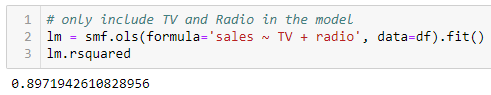 1 # only include TV and Radio in the model
2 lm = smf.ols(formula='sales ~ TV + radio', data=df).fit()
3 lm.rsquared
0.8971942610828956